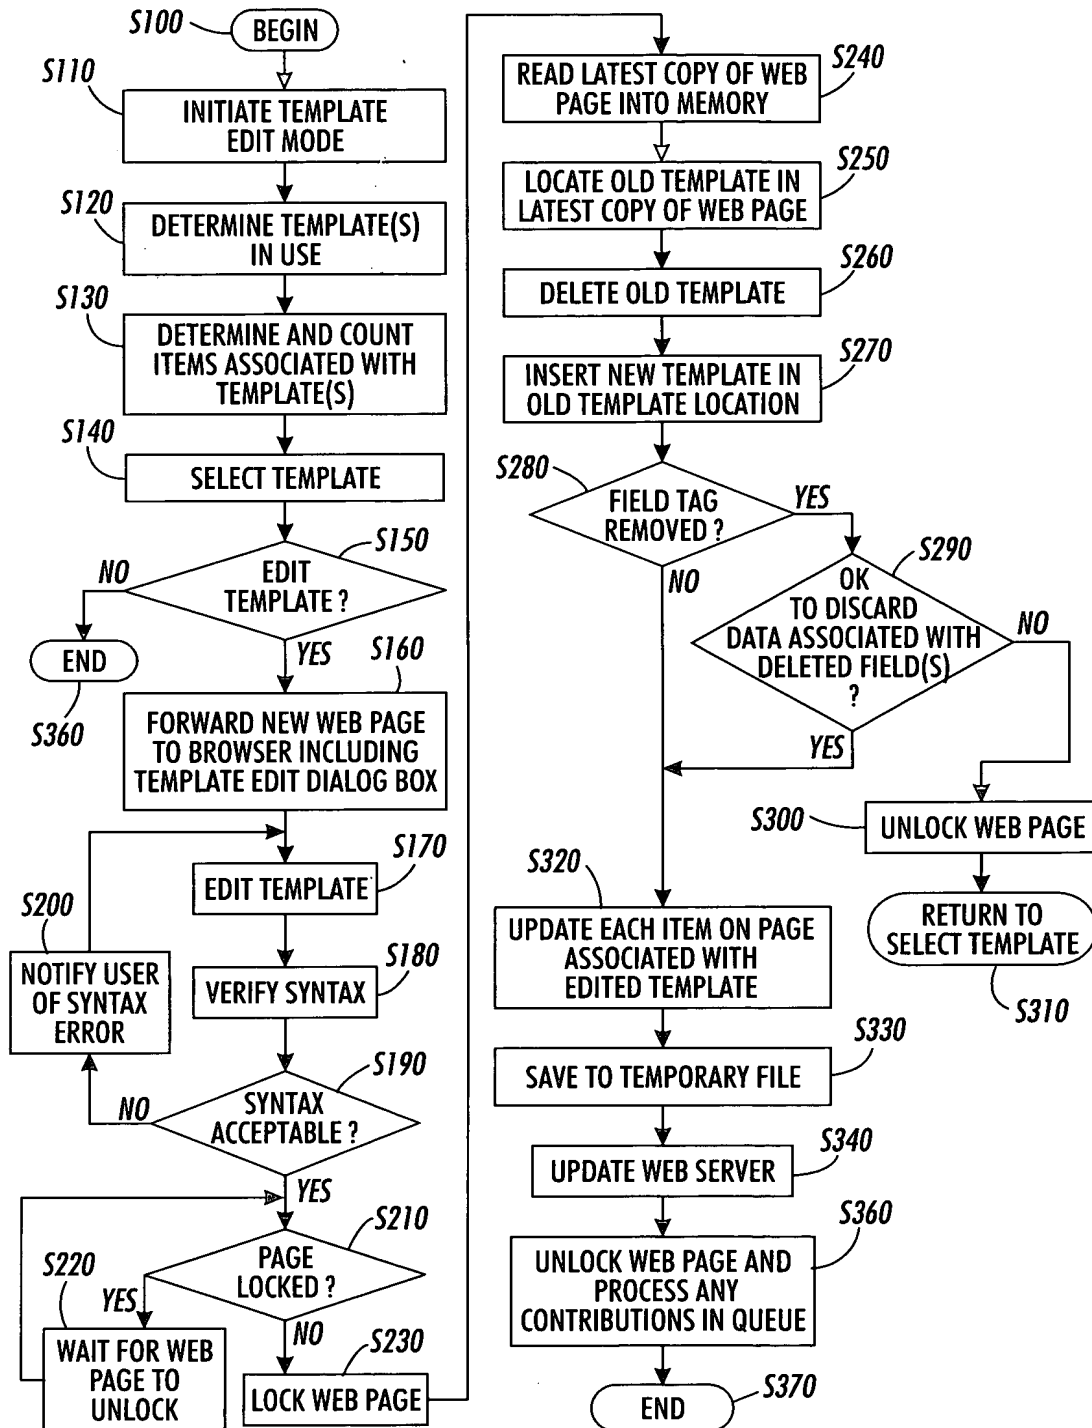 S100
BEGIN
S110
INITIATE TEMPLATE
EDIT MODE
S120
DETERMINE TEMPLATE(S)
IN USE
S130
DETERMINE AND COUNT
ITEMS ASSOCIATED WITH
TEMPLATE(S)
S140
SELECT TEMPLATE
S150
EDIT
TEMPLATE ?
NO
END
S360
YES
S160
FORWARD NEW WEB PAGE
TO BROWSER INCLUDING
TEMPLATE EDIT DIALOG BOX
S170
EDIT TEMPLATE
S180
VERIFY SYNTAX
S190
SYNTAX
ACCEPTABLE ?
NO
S200
NOTIFY USER
OF SYNTAX
ERROR
YES
S210
PAGE
LOCKED ?
YES
S220
WAIT FOR WEB
PAGE TO
UNLOCK
NO
S230
LOCK WEB PAGE
S240
READ LATEST COPY OF WEB
PAGE INTO MEMORY
S250
LOCATE OLD TEMPLATE IN
LATEST COPY OF WEB PAGE
S260
DELETE OLD TEMPLATE
S270
INSERT NEW TEMPLATE IN
OLD TEMPLATE LOCATION
S280
FIELD TAG
REMOVED ?
YES
NO
S290
OK
TO DISCARD
DATA ASSOCIATED WITH
DELETED FIELD(S)
?
NO
YES
S300
UNLOCK WEB PAGE
RETURN TO
SELECT TEMPLATE
S310
S320
UPDATE EACH ITEM ON PAGE
ASSOCIATED WITH
EDITED TEMPLATE
S330
SAVE TO TEMPORARY FILE
S340
UPDATE WEB SERVER
S360
UNLOCK WEB PAGE AND
PROCESS ANY
CONTRIBUTIONS IN QUEUE
END
S370